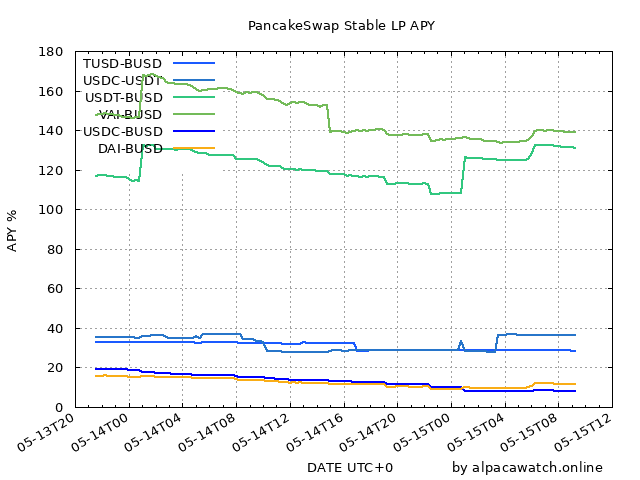 PancakeSwap Stable LP APY
180
160
140
120
100
80
60
40
20
0
APY %
TUSD-BUSD
USDC-USDT
USDT-BUSD
VAI-BUSD
USDC-BUSD
DAI-BUSD
05-13T20
05-14T00
05-14T04
05-14T08
05-14T12
05-14T16
05-14T20
05-15T00
05-15T04
05-15T08
05-15T12
DATE UTC+0
by alpacawatch.online